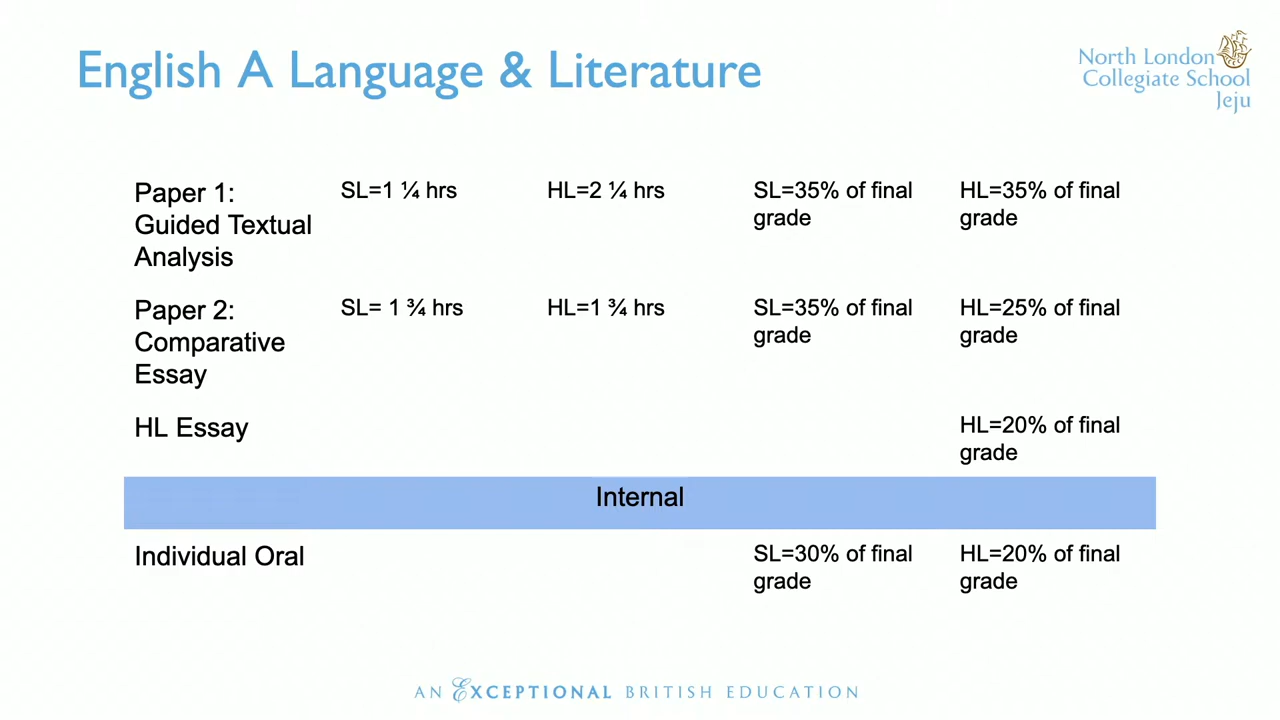 English A Language & Literature
North London
Collegiate School
Jeju
Paper 1:
Guided Textual
Analysis
SL=1 ¼ hrs
HL=2 ¼ hrs
SL=35% of final
grade
HL=35% of final
grade
Paper 2:
Comparative
Essay
SL= 1 ¾ hrs
HL=1 ¾ hrs
SL=35% of final
grade
HL=25% of final
grade
HL Essay
HL=20% of final
grade
Internal
Individual Oral
SL=30% of final
grade
HL=20% of final
grade
AN EXCEPTIONAL BRITISH EDUCATION